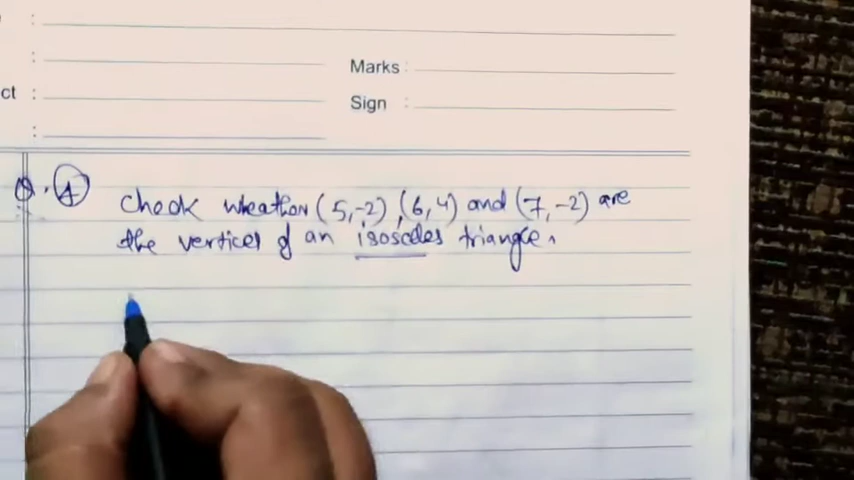 :
: Marks :
ct : Sign :
:
Q. 4 Check wheathor (5,-2), (6,4) and (7,-2) are
the vertices of an isosceles triangle.